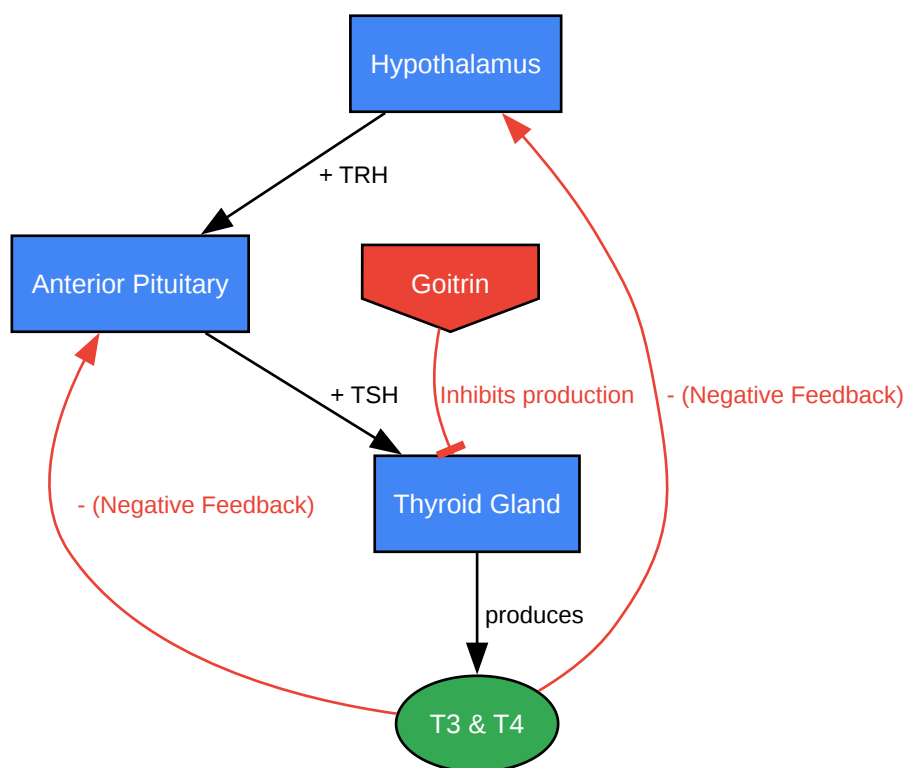 Hypothalamus
+ TRH
Anterior Pituitary
Goitrin
+ TSH
Inhibits production
- (Negative Feedback)
Thyroid Gland
- (Negative Feedback)
produces
T3 & T4